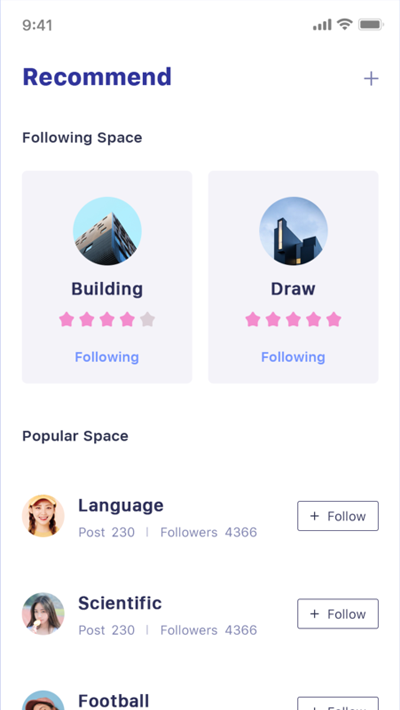 9:41
Recommend
Following Space
Building
Draw
Following
Following
Popular Space
Language
Post 230 | Followers 4366
+ Follow
Scientific
Post 230 | Followers 4366
+ Follow
Football